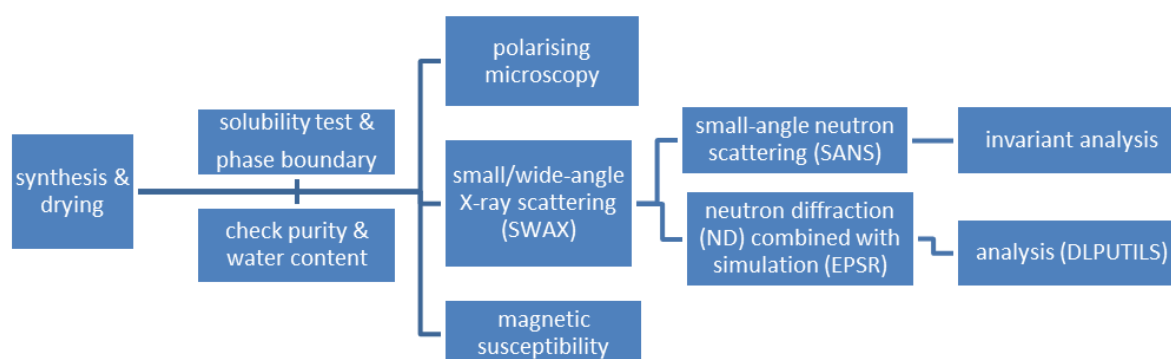 synthesis &
drying
solubility test &
phase boundary
check purity &
water content
polarising
microscopy
small/wide-angle
X-ray scattering
(SWAX)
magnetic
susceptibility
small-angle neutron
scattering (SANS)
neutron diffraction
(ND) combined with
simulation (EPSR)
invariant analysis
analysis (DLPUTILS)